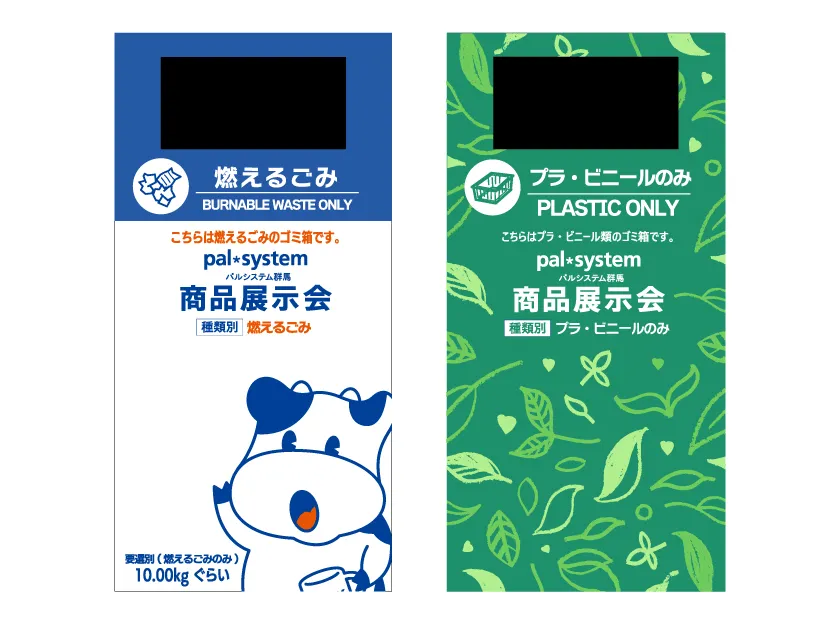 燃えるごみ
BURNABLE WASTE ONLY
こちらは燃えるごみのゴミ箱です。
pal*system
パルシステム群馬
商品展示会
種類別 燃えるごみ
要選別(燃えるごみのみ)
10.00kgぐらい
プラ・ビニールのみ
PLASTIC ONLY
こちらはプラ・ビニール類のゴミ箱です。
pal*system
パルシステム群馬
商品展示会
種類別 プラ・ビニールのみ